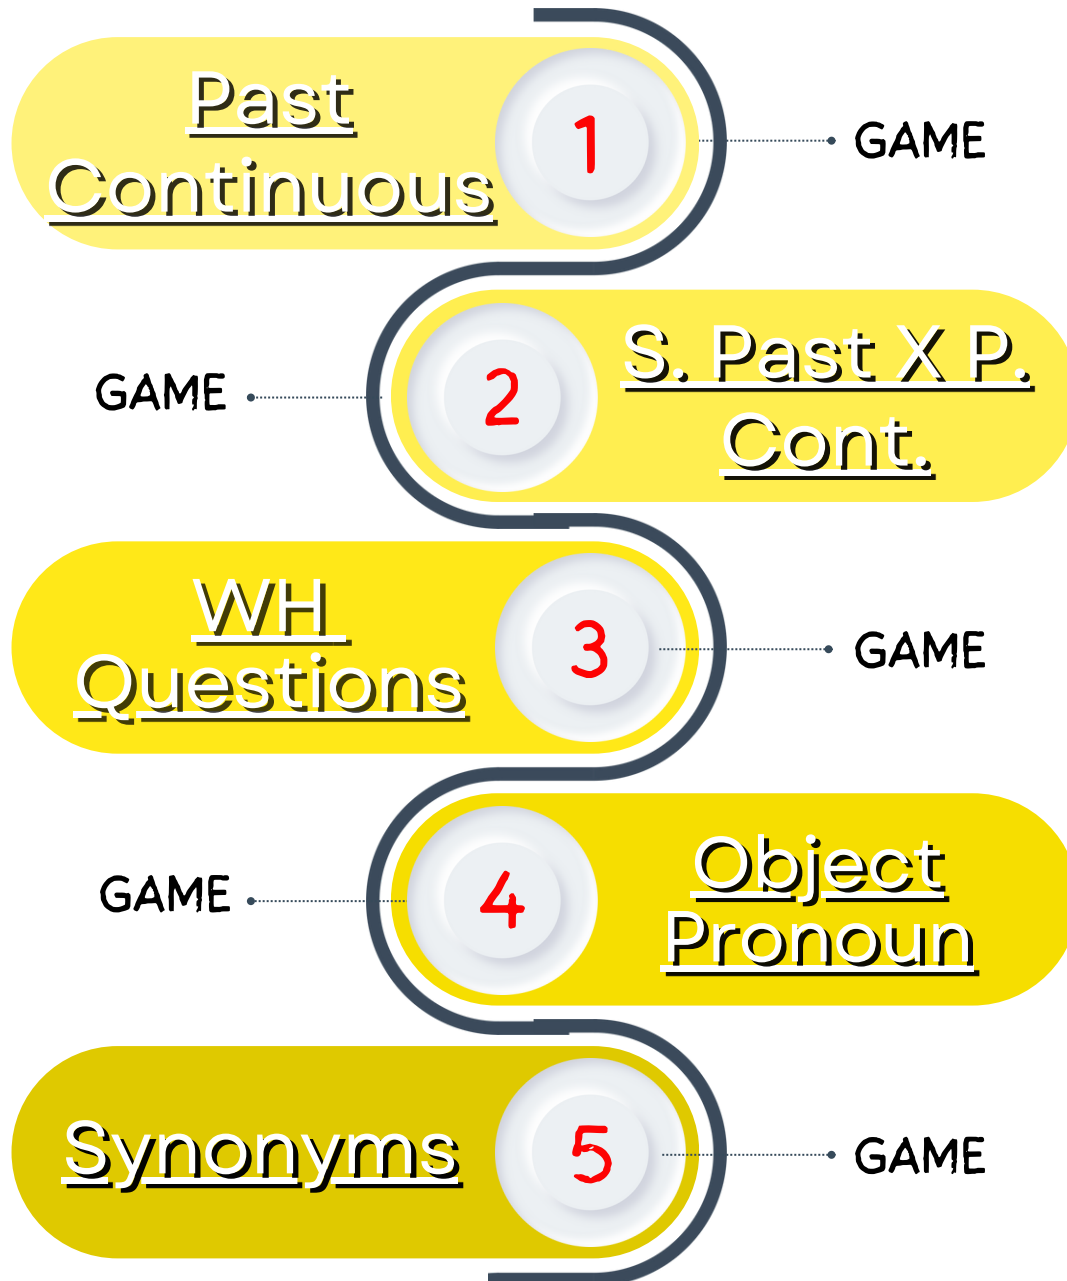 Past
Continuous
1
GAME
GAME
2
S. Past X P.
Cont.
WH
Questions
3
GAME
GAME
4
Object
Pronoun
Synonyms
5
GAME